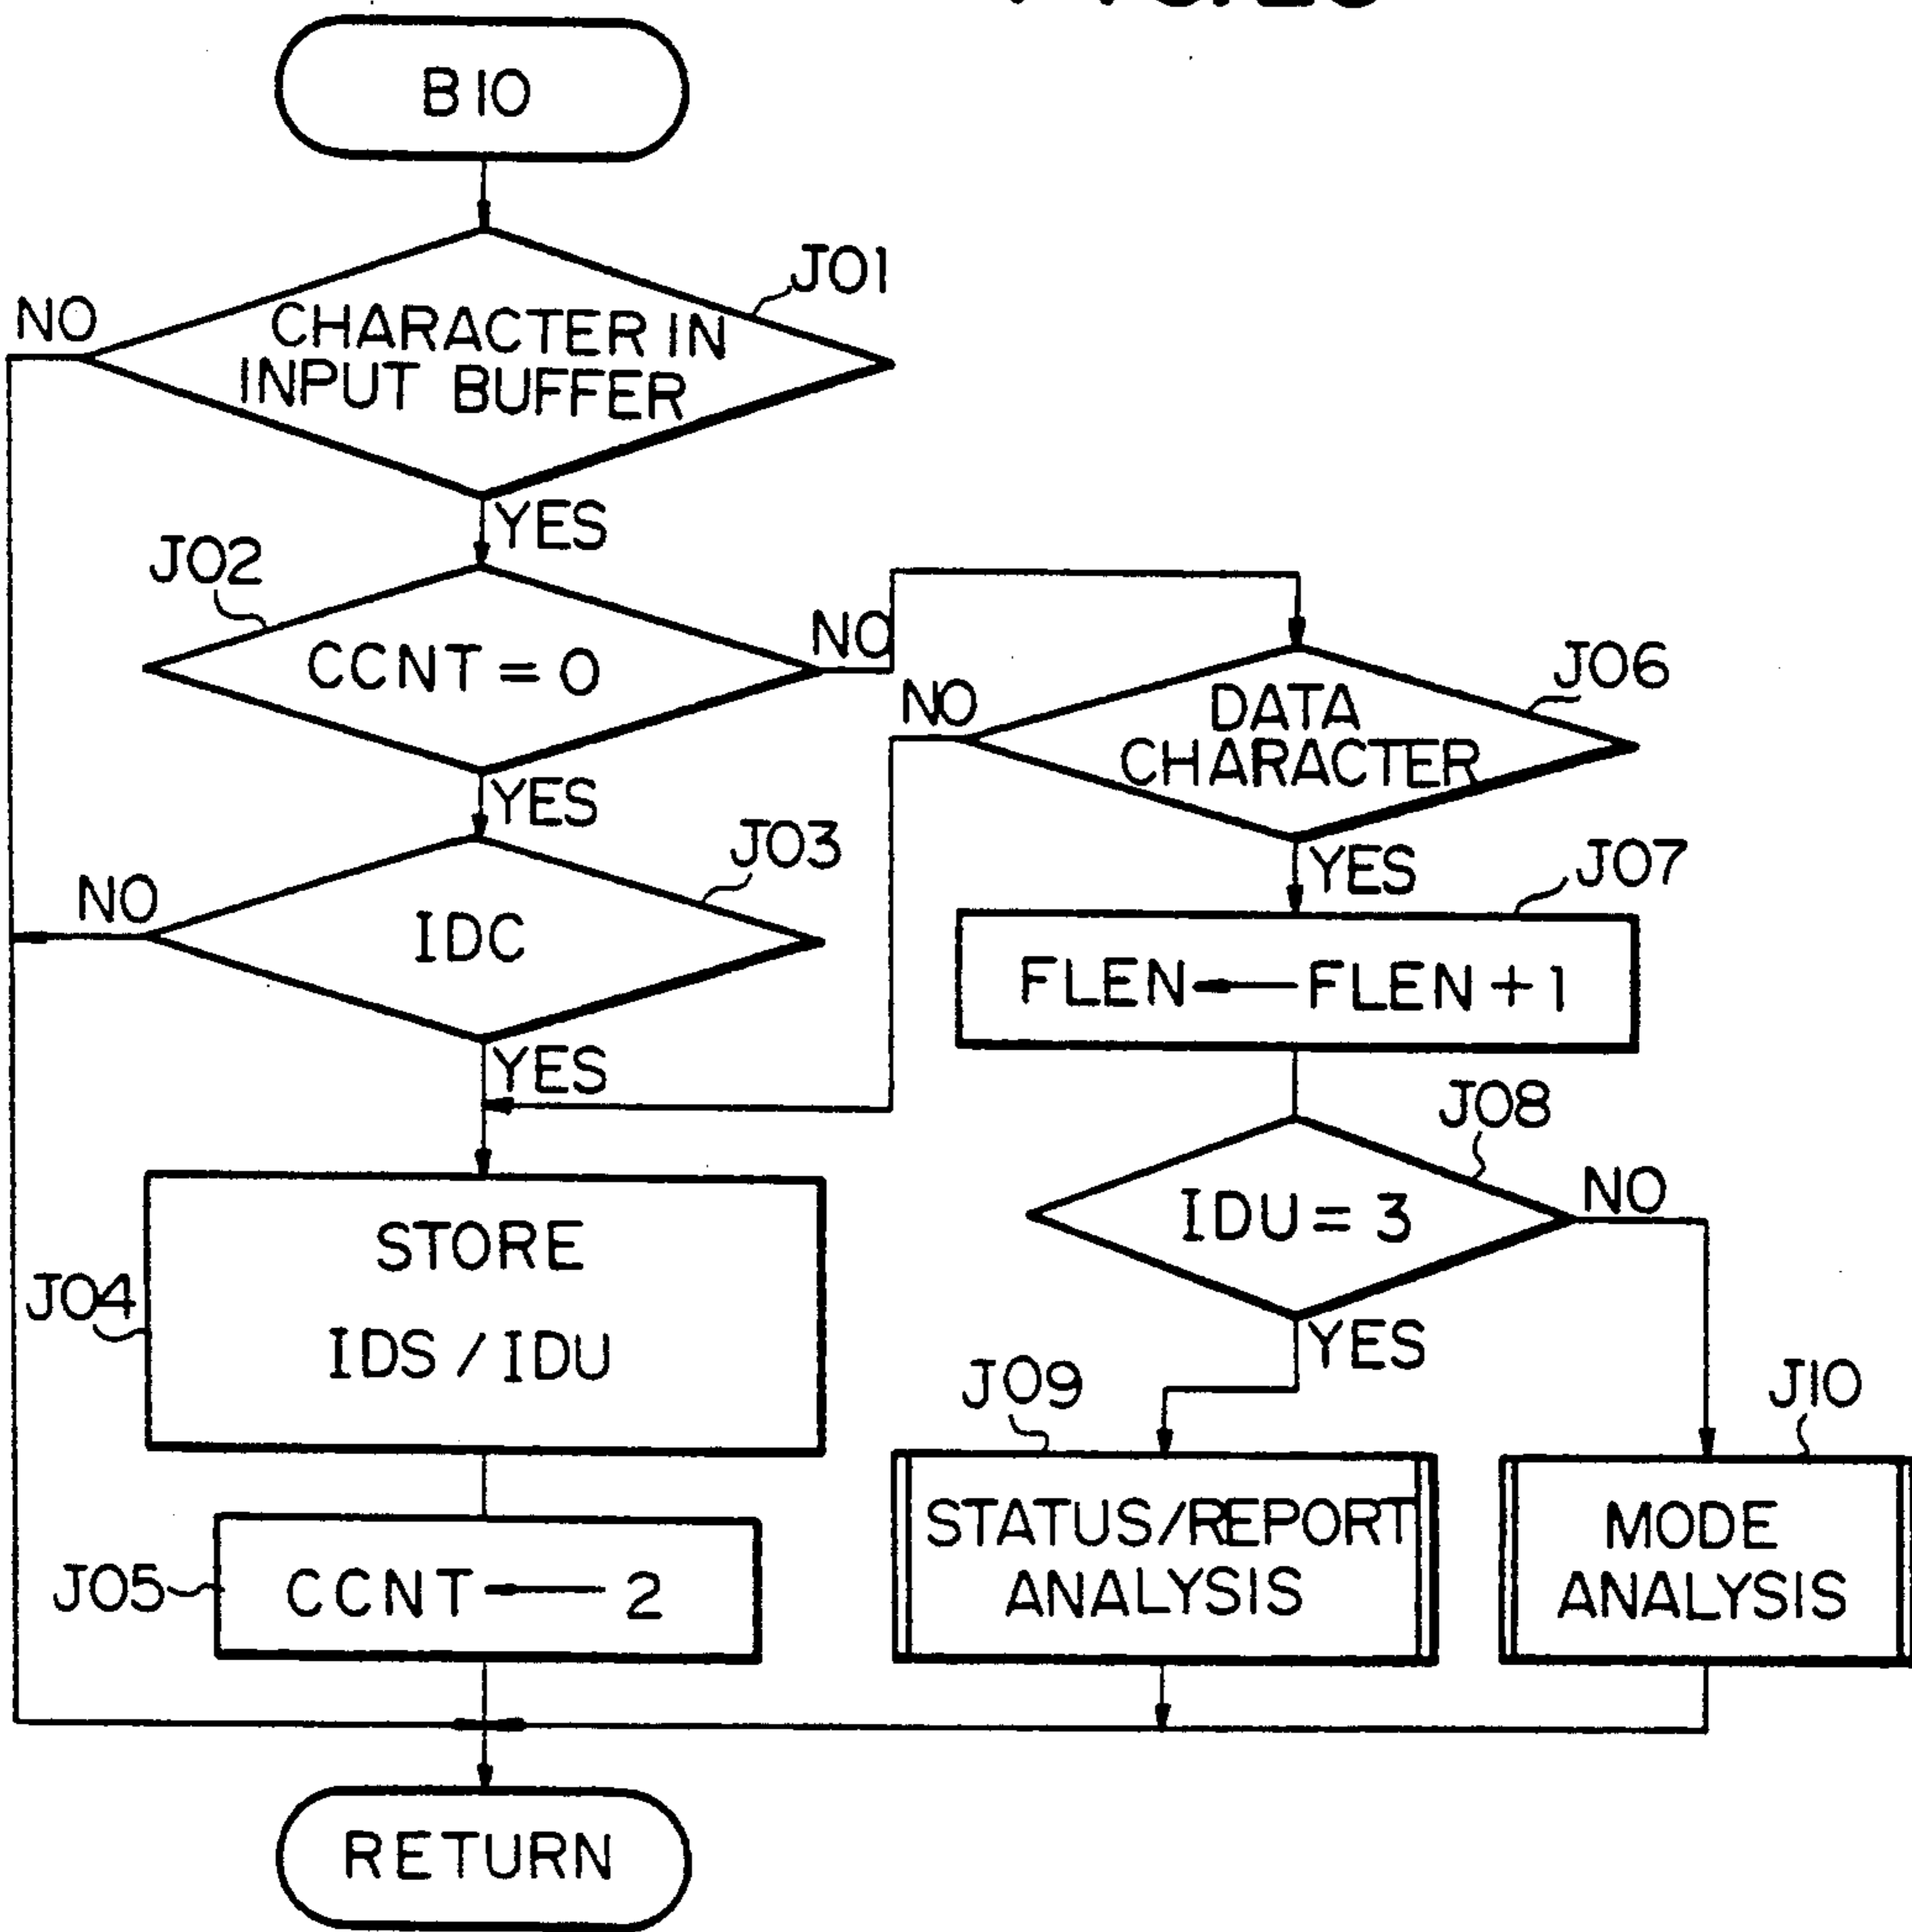 B10
J01
NO
CHARACTER IN
INPUT BUFFER
YES
J02
NO
CCNT = 0
J06
NO
DATA
CHARACTER
YES
J03
YES
J07
NO
IDC
FLEN ← FLEN + 1
YES
J08
STORE
IDU = 3
NO
J04
IDS / IDU
YES
J09
J10
STATUS/REPORT
ANALYSIS
MODE
ANALYSIS
J05
CCNT ← 2
RETURN